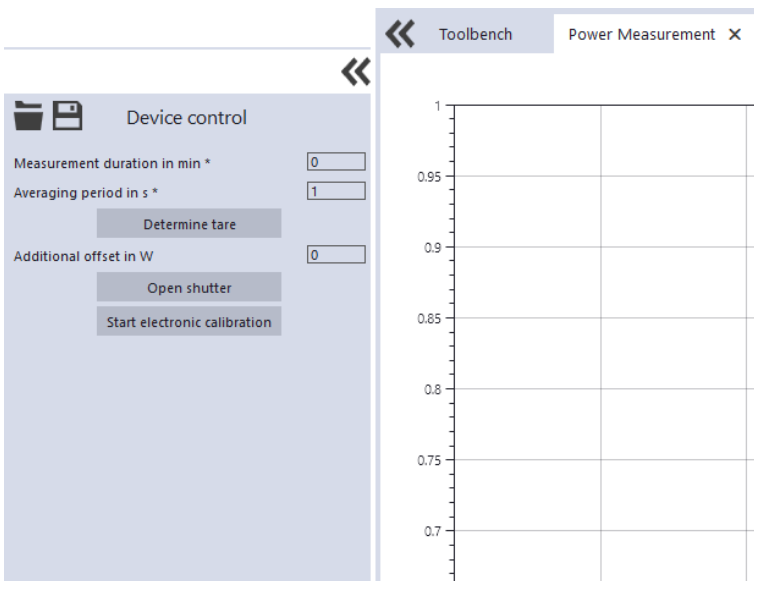 Toolbench
Power Measurement
Device control
Measurement duration in min *
0
Averaging period in s *
1
Determine tare
Additional offset in W
0
Open shutter
Start electronic calibration
1
0.95
0.9
0.85
0.8
0.75
0.7